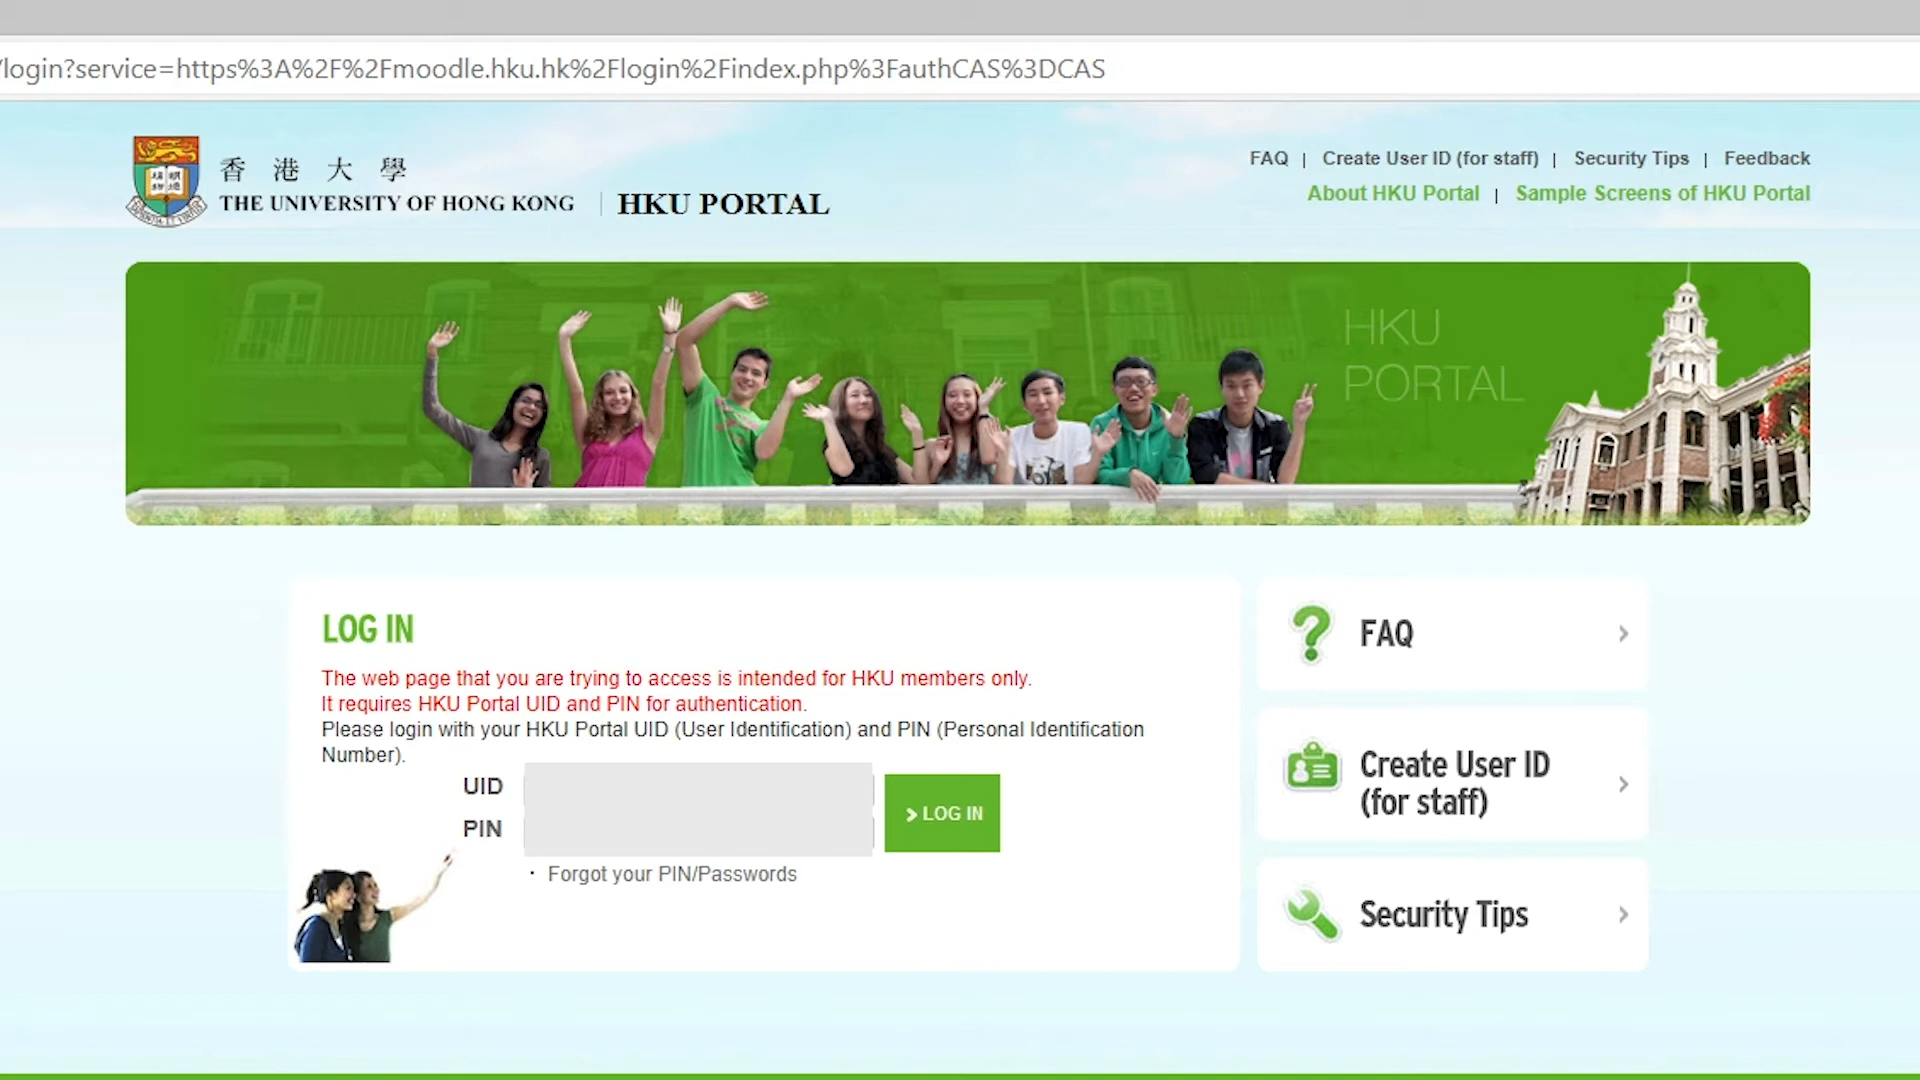 /login?service=https%3A%2F%2Fmoodle.hku.hk%2Flogin%2Findex.php%3FauthCAS%3DCAS
香 港 大 學
THE UNIVERSITY OF HONG KONG | HKU PORTAL
FAQ | Create User ID (for staff) | Security Tips | Feedback
About HKU Portal | Sample Screens of HKU Portal
HKU
PORTAL
LOG IN
The web page that you are trying to access is intended for HKU members only.
It requires HKU Portal UID and PIN for authentication.
Please login with your HKU Portal UID (User Identification) and PIN (Personal Identification
Number).
UID
PIN
LOG IN
· Forgot your PIN/Passwords
FAQ
Create User ID
(for staff)
Security Tips